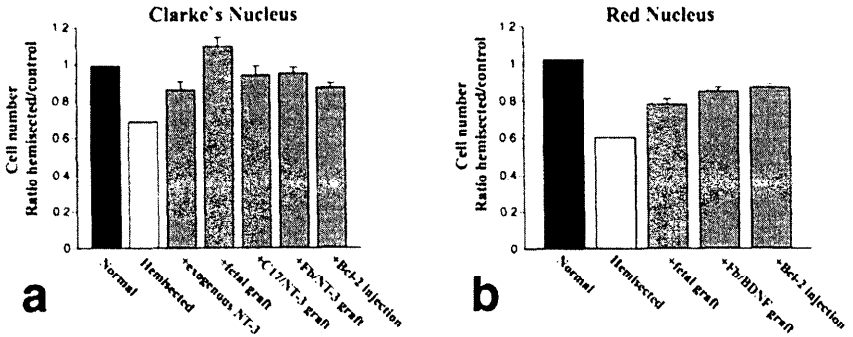 Clarke's Nucleus
Cell number
Ratio hemisected/control
1 2
1
0.8
0.6
0.4
0 2
0
Normal
Hemisected
+exogenous NT-3
+fetal graft
+C17/NT-3 graft
+Fb/NT-3 graft
+Bcl-2 injection
a
Red Nucleus
Cell number
Ratio hemisected/control
1 2
1
0.8
0.6
0 4
0 2
0
Normal
Hemisected
+fetal graft
+Fb/BDNF
graft
+Bcl-2 injection
b